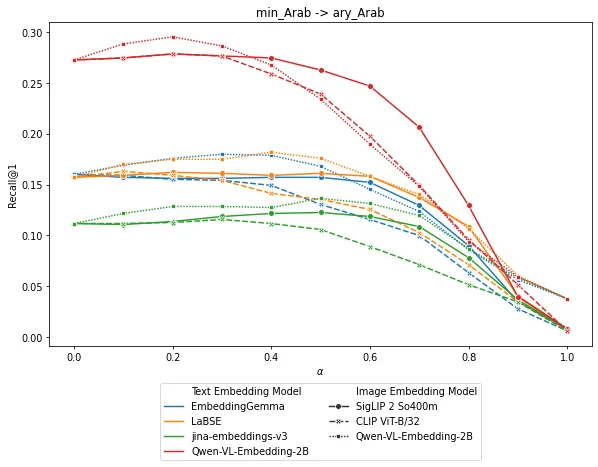 min_Arab -> ary_Arab
Recall@1
0.30
0.25
0.20
0.15
0.10
0.05
0.00
0.0 0.2 0.4 0.6 0.8 1.0
α
Text Embedding Model Image Embedding Model
EmbeddingGemma SigLIP 2 So400m
LaBSE CLIP ViT-B/32
jina-embeddings-v3 Qwen-VL-Embedding-2B
Qwen-VL-Embedding-2B